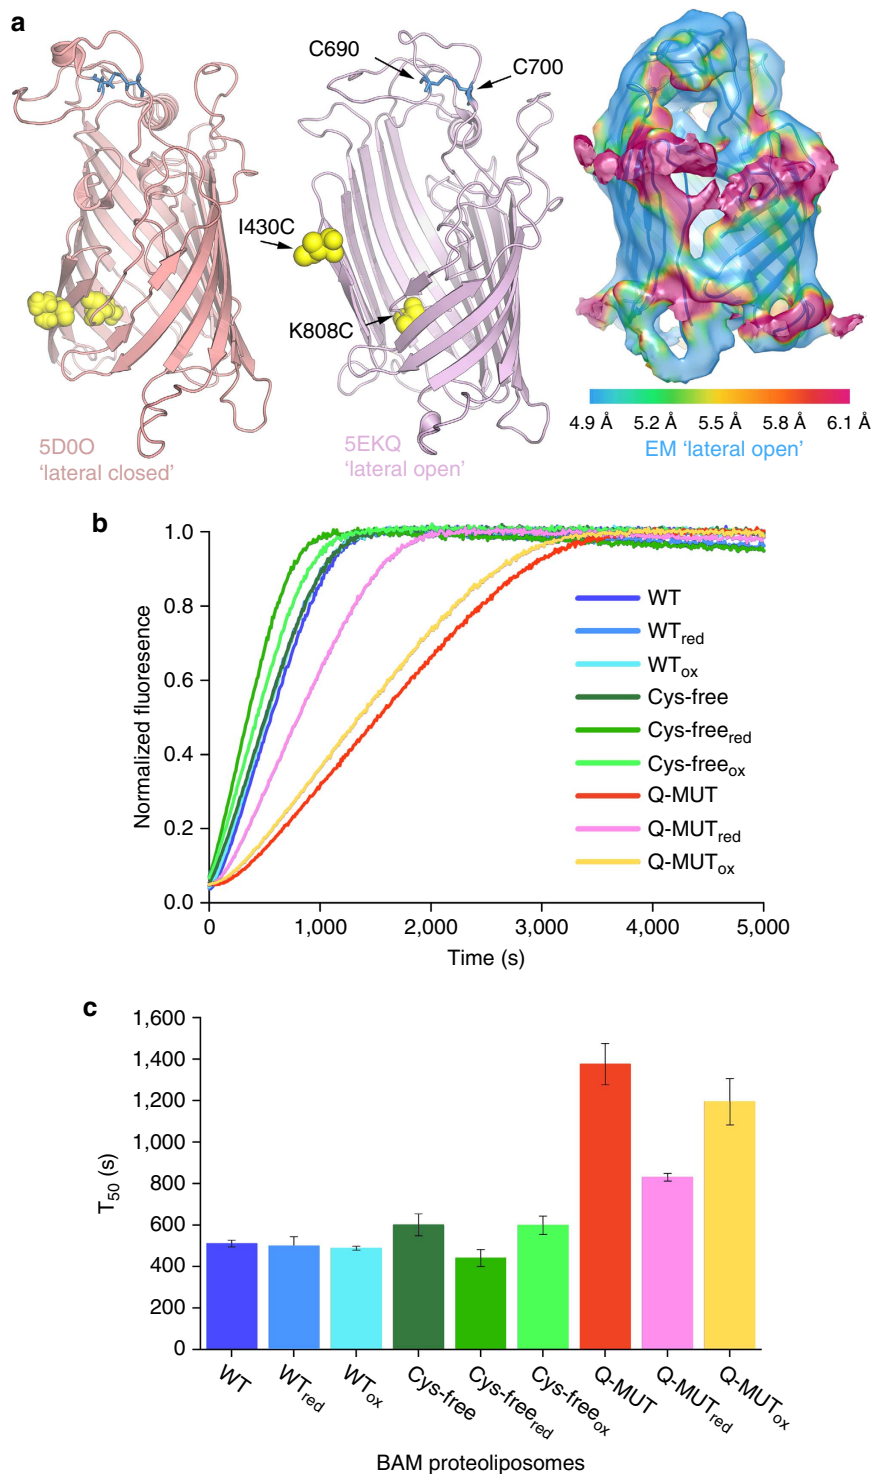 a
C690
C700
I430C
K808C
5D0O
'lateral closed'
5EKQ
'lateral open'
4.9 Å 5.2 Å 5.5 Å 5.8 Å 6.1 Å
EM 'lateral open'
b
Normalized fluoresence
1.0
0.8
0.6
0.4
0.2
0.0
0 1,000 2,000 3,000 4,000 5,000
Time (s)
WT
WTred
WTox
Cys-free
Cys-freered
Cys-freeox
Q-MUT
Q-MUTred
Q-MUTox
c
T50 (s)
1,600
1,400
1,200
1,000
800
600
400
200
0
WT
WTred
WTox
Cys-free
Cys-freered
Cys-freeox
Q-MUT
Q-MUTred
Q-MUTox
BAM proteoliposomes